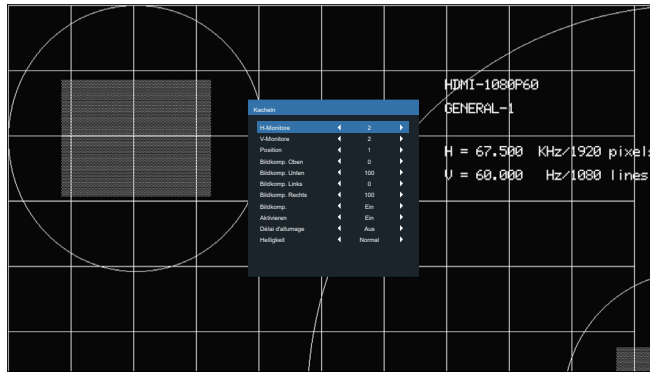 HDMI-1080P60
GENERAL-1
H = 67.500 KHz/1920 pixels
V = 60.000 Hz/1080 lines
Kacheln
H-Monitore 2
V-Monitore 2
Position 1
Bildkomp. Oben 0
Bildkomp. Unten 100
Bildkomp. Links 0
Bildkomp. Rechts 100
Bildkomp. Ein
Aktivieren Ein
Délai d'allumage Aus
Helligkeit Normal